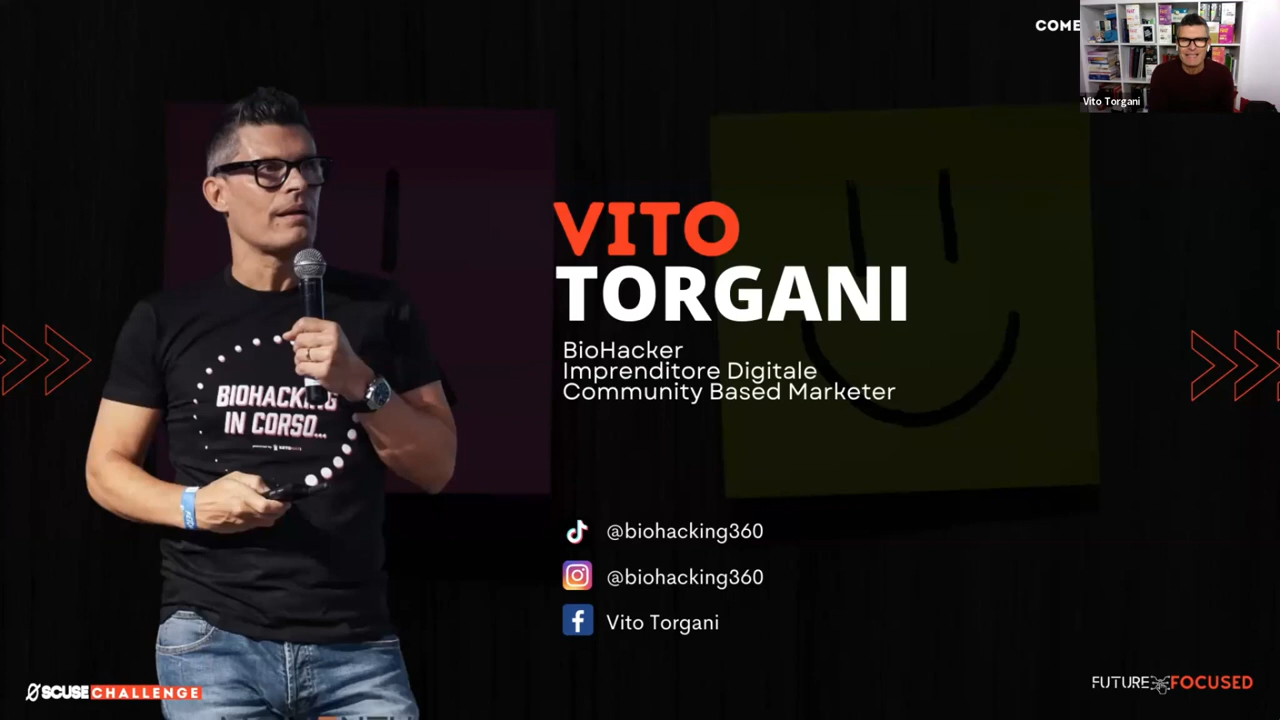 COME
Vito Torgani
VITO
TORGANI
BioHacker
Imprenditore Digitale
Community Based Marketer
BIOHACKING
IN CORSO...
@biohacking360
@biohacking360
Vito Torgani
ØSCUSE CHALLENGE
FUTURE FOCUSED